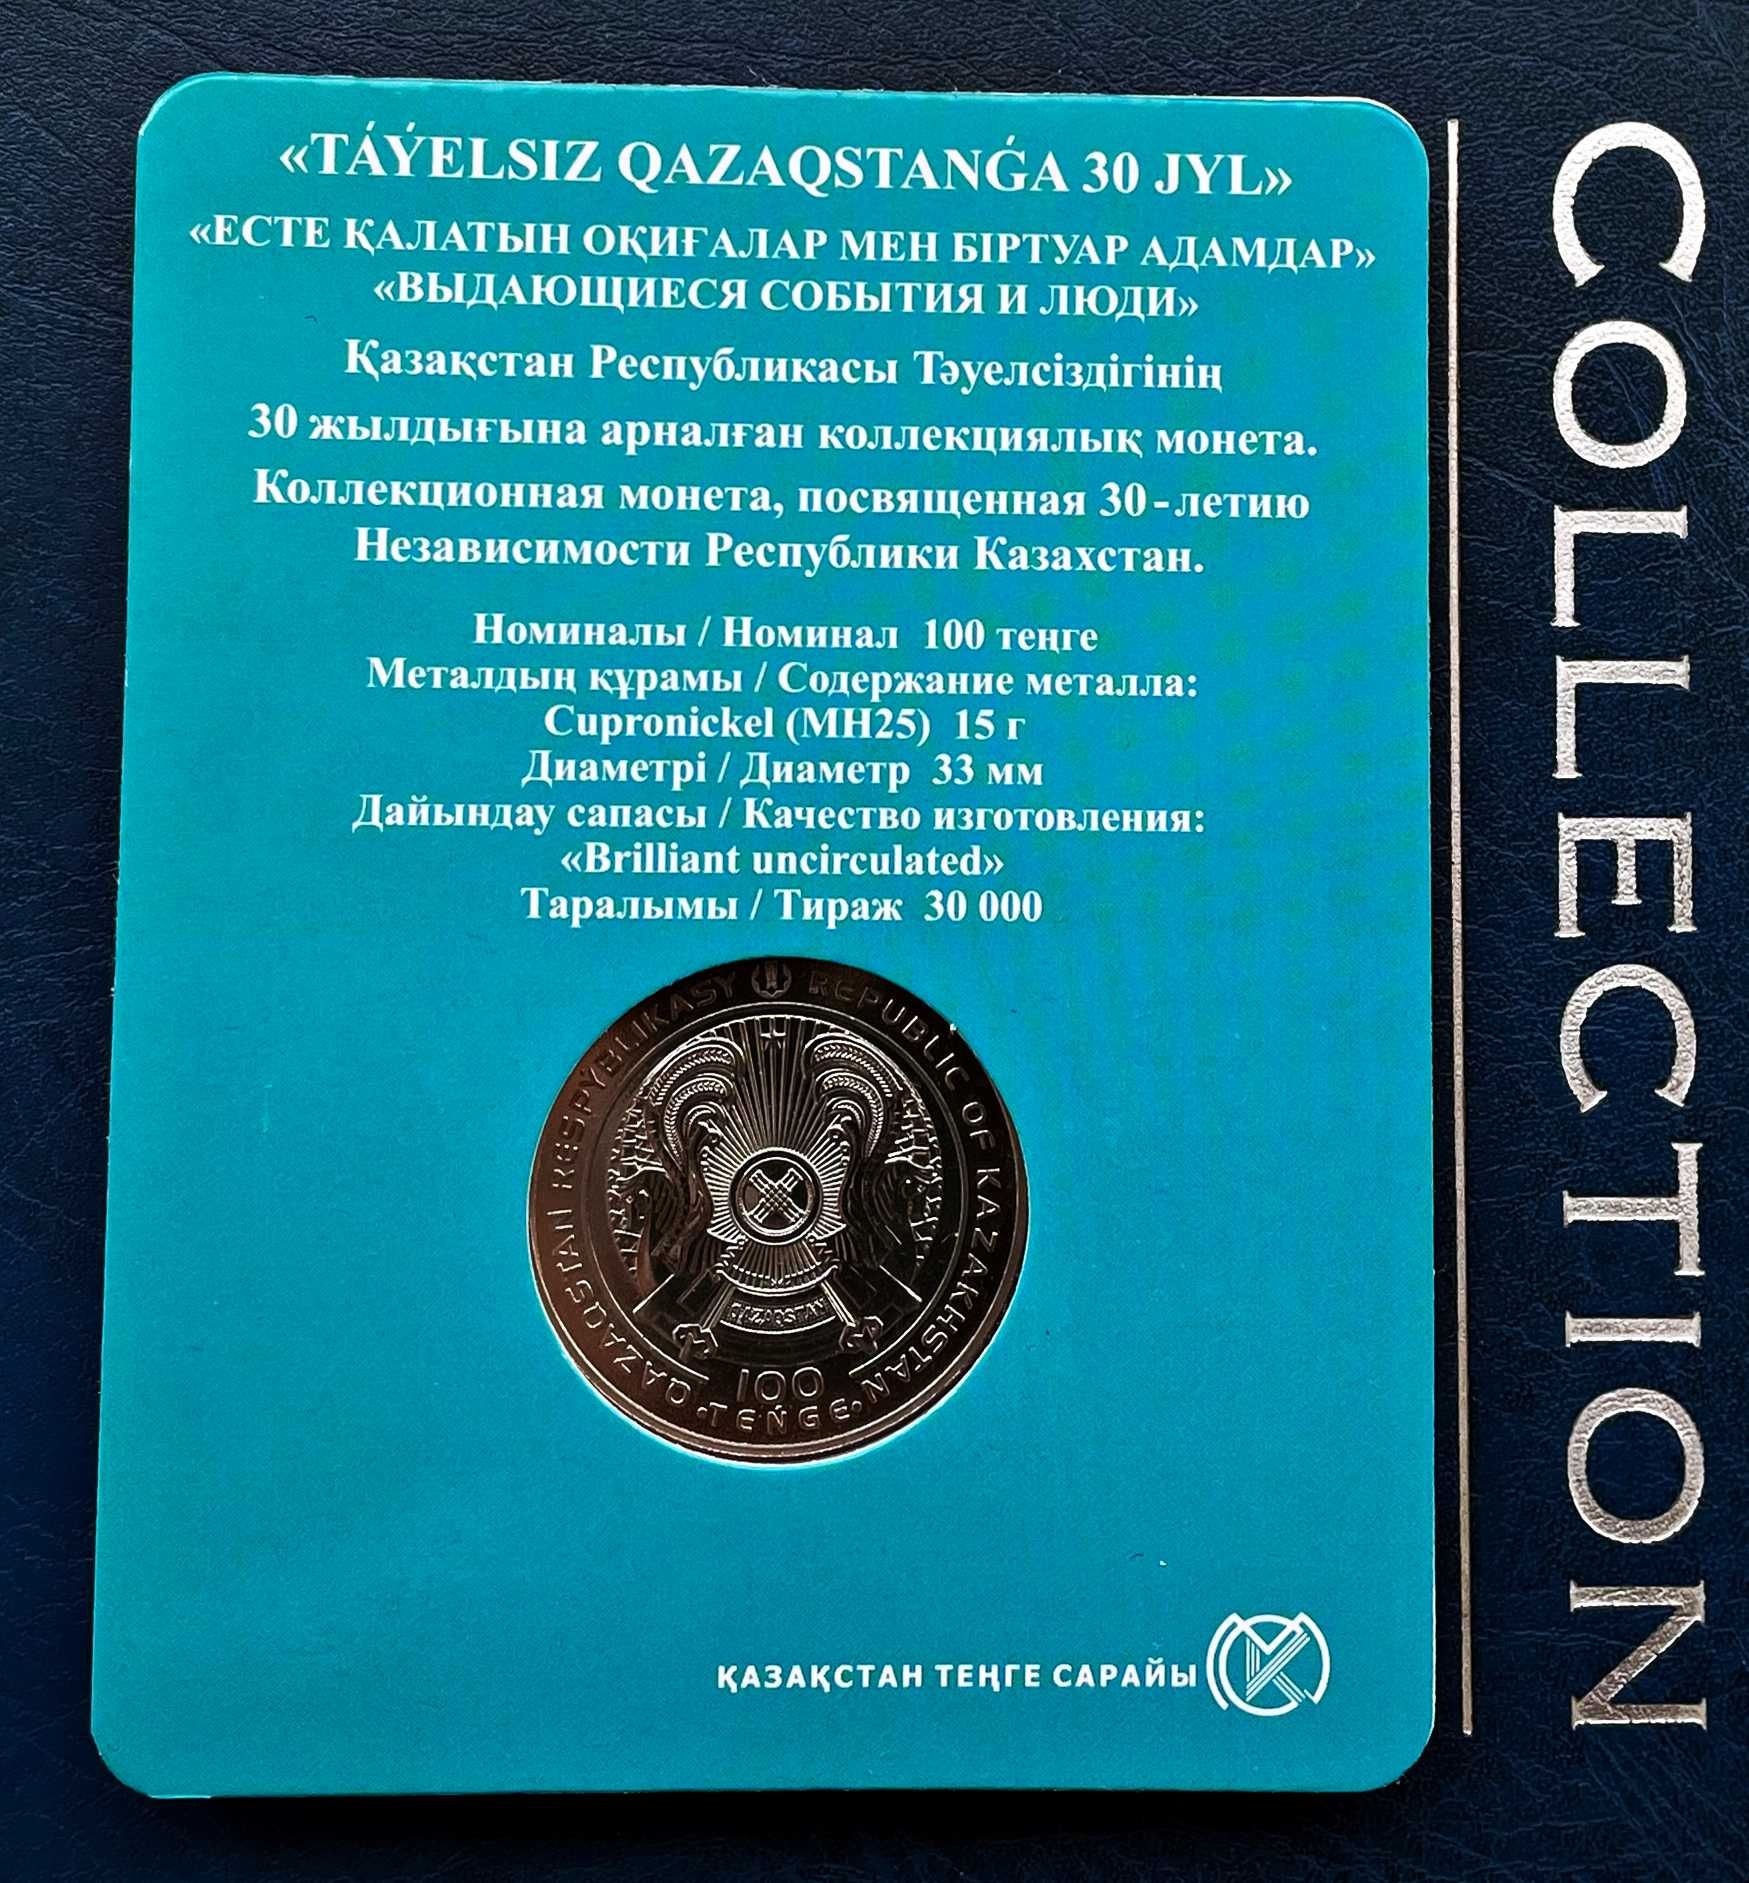 «TÁÝELSIZ QAZAQSTANǴA 30 JYL»
«ЕСТЕ ҚАЛАТЫН ОҚИҒАЛАР МЕН БІРТУАР АДАМДАР»
«ВЫДАЮЩИЕСЯ СОБЫТИЯ И ЛЮДИ»
Қазақстан Республикасы Тәуелсіздігінің
30 жылдығына арналған коллекциялық монета.
Коллекционная монета, посвященная 30-летию
Независимости Республики Казахстан.
Номиналы / Номинал 100 теңге
Металдың құрамы / Содержание металла:
Cupronickel (МН25) 15 г
Диаметрі / Диаметр 33 мм
Дайындау сапасы / Качество изготовления:
«Brilliant uncirculated»
Таралымы / Тираж 30 000
QAZAQSTAN RESPÝBLIKASY
REPUBLIC OF KAZAKHSTAN
QAZAQSTAN
100
•TEŃGE•
ҚАЗАҚСТАН ТЕҢГЕ САРАЙЫ
COLLECTION